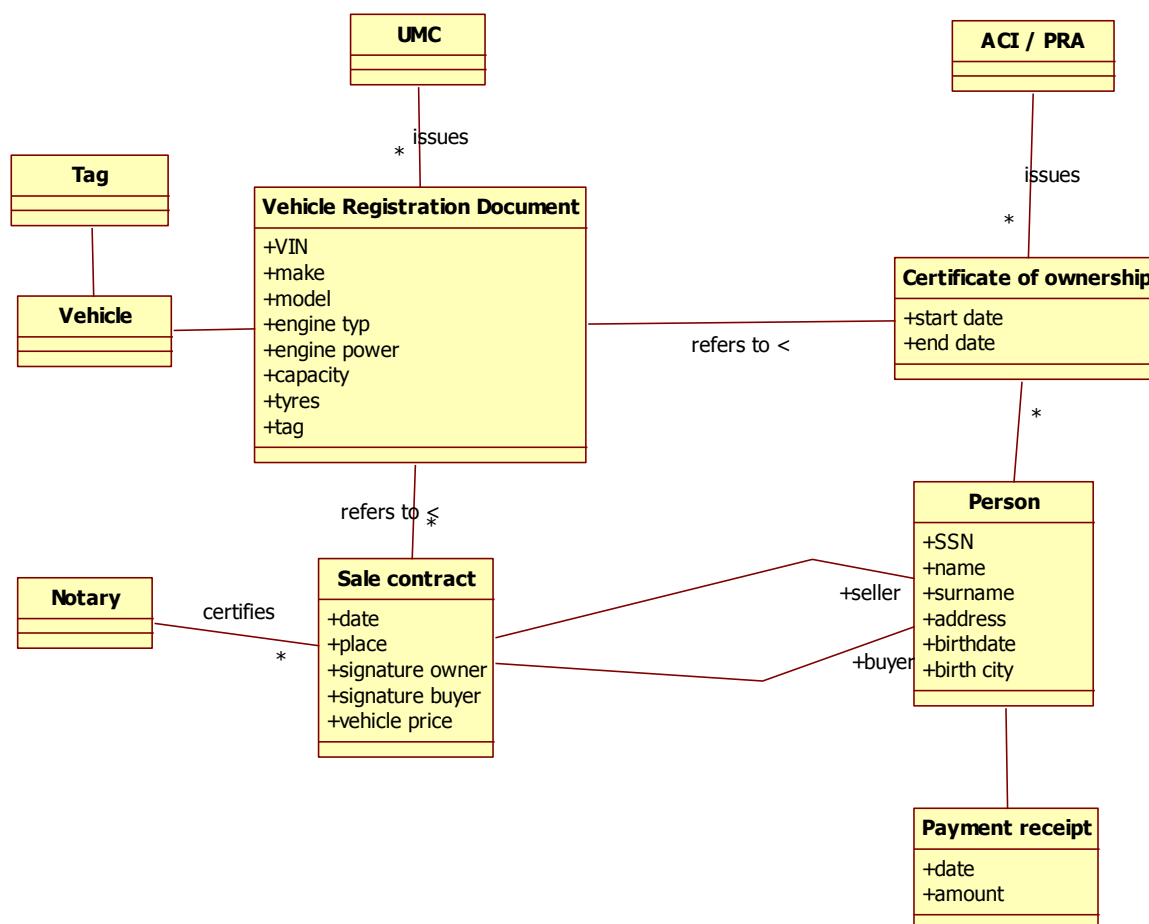 UMC
ACI / PRA
issues
*
issues
*
Tag
Vehicle
Vehicle Registration Document
+VIN
+make
+model
+engine typ
+engine power
+capacity
+tyres
+tag
refers to <
Certificate of ownership
+start date
+end date
*
refers to <
*
Person
+SSN
+name
+surname
+address
+birthdate
+birth city
Notary
certifies
*
Sale contract
+date
+place
+signature owner
+signature buyer
+vehicle price
+seller
+buyer
Payment receipt
+date
+amount